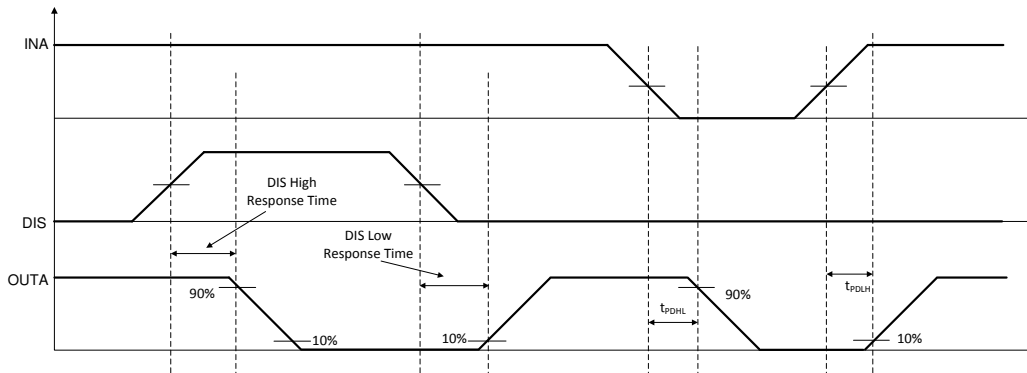 INA
DIS High
Response Time
DIS
DIS Low
Response Time
OUTA
90%
10%
10%
tPDHL
90%
tPDLH
10%